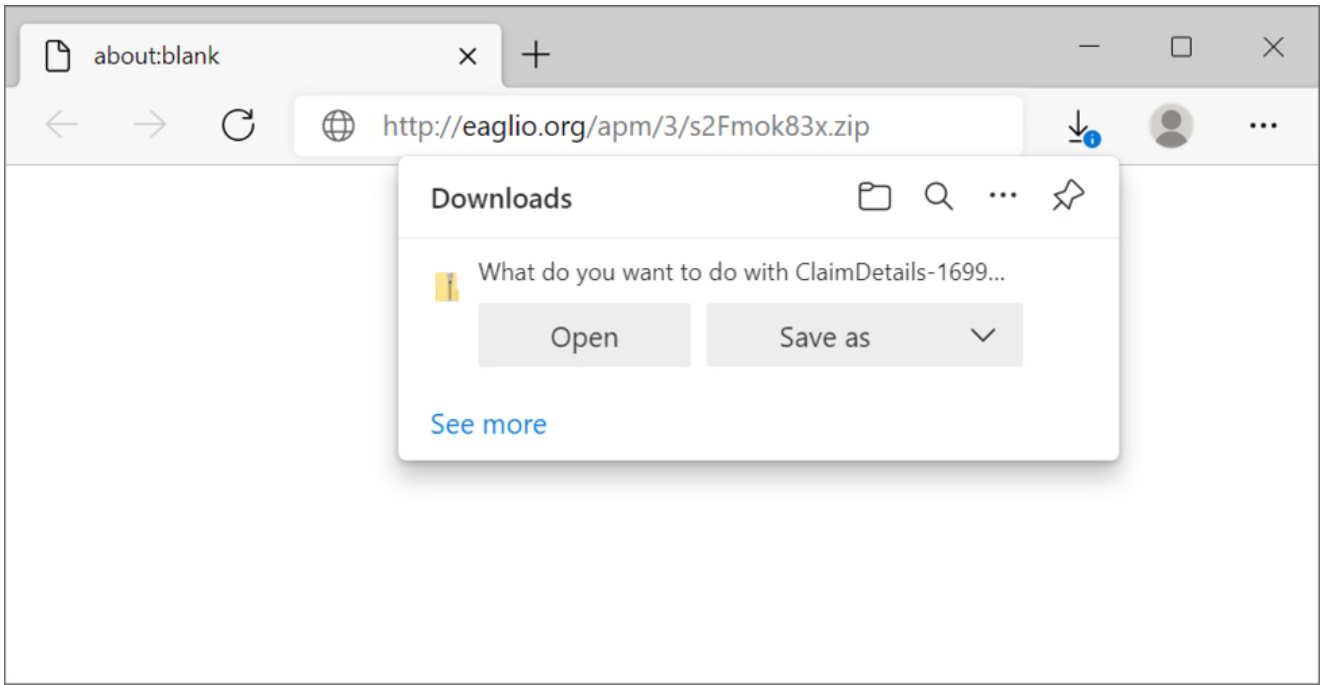 about:blank
http://eaglio.org/apm/3/s2Fmok83x.zip
Downloads
What do you want to do with ClaimDetails-1699...
Open
Save as
See more